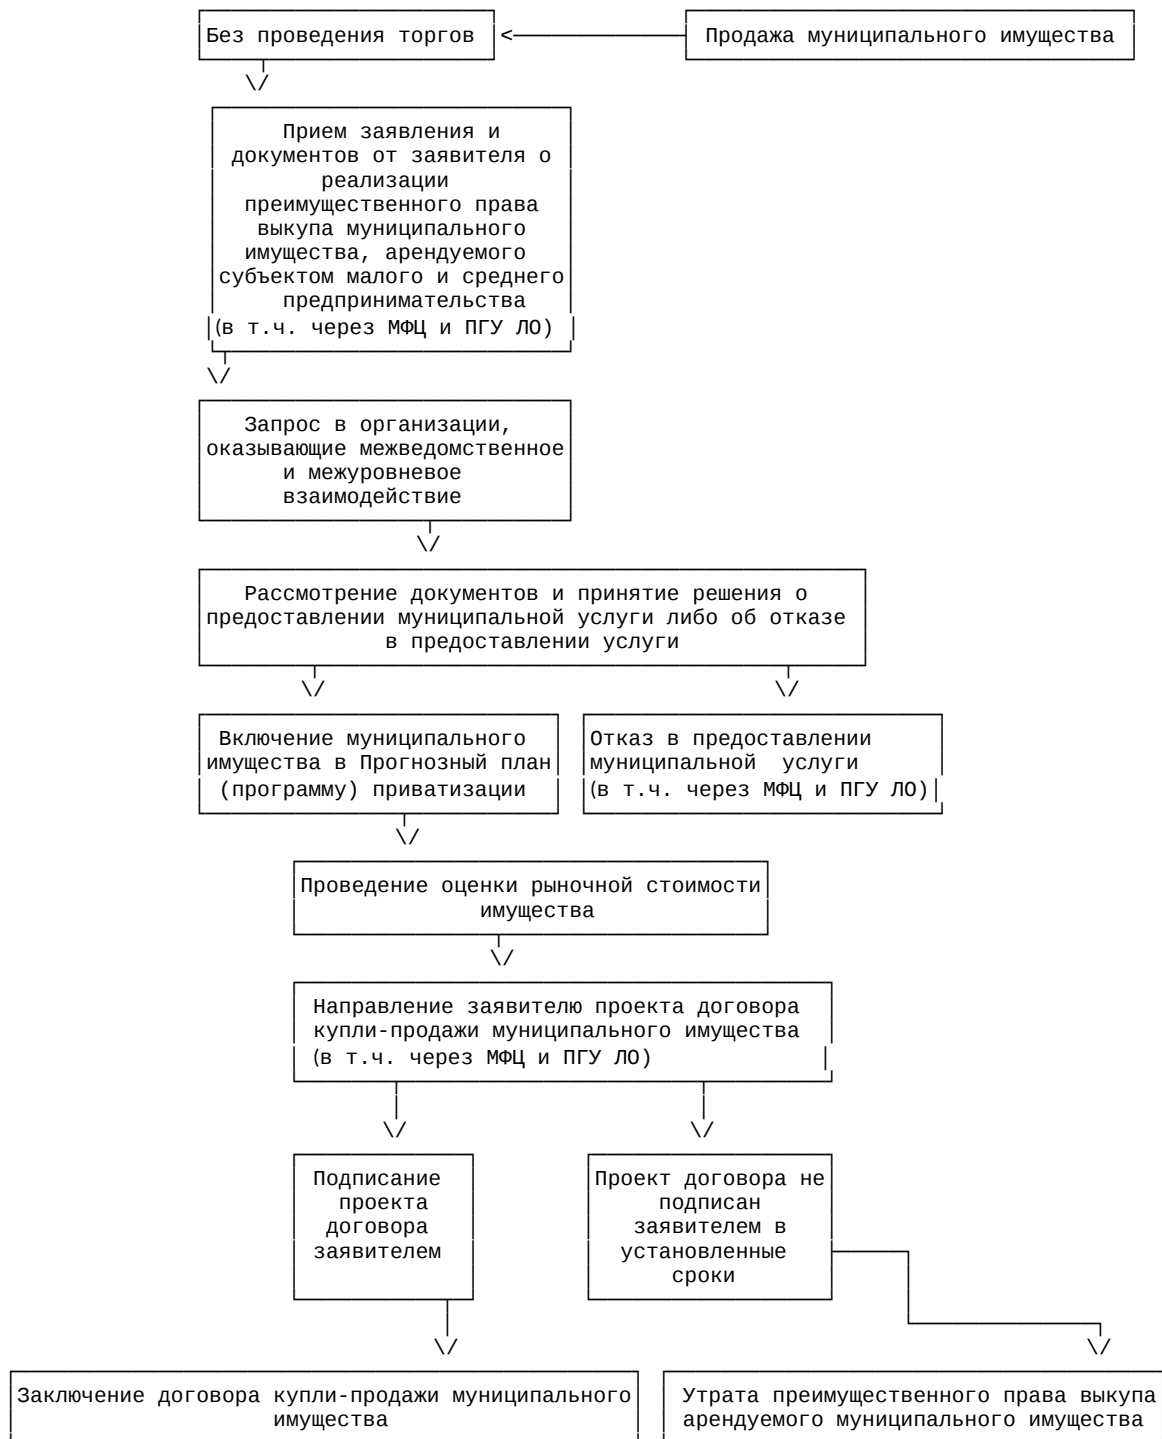 Без проведения торгов
Продажа муниципального имущества
Прием заявления и
документов от заявителя о
реализации
преимущественного права
выкупа муниципального
имущества, арендуемого
субъектом малого и среднего
предпринимательства
(в т.ч. через МФЦ и ПГУ ЛО)
Запрос в организации,
оказывающие межведомственное
и межуровневое
взаимодействие
Рассмотрение документов и принятие решения о
предоставлении муниципальной услуги либо об отказе
в предоставлении услуги
Включение муниципального
имущества в Прогнозный план
(программу) приватизации
Отказ в предоставлении
муниципальной услуги
(в т.ч. через МФЦ и ПГУ ЛО)
Проведение оценки рыночной стоимости
имущества
Направление заявителю проекта договора
купли-продажи муниципального имущества
(в т.ч. через МФЦ и ПГУ ЛО)
Подписание
проекта
договора
заявителем
Проект договора не
подписан
заявителем в
установленные
сроки
Заключение договора купли-продажи муниципального
имущества
Утрата преимущественного права выкупа
арендуемого муниципального имущества